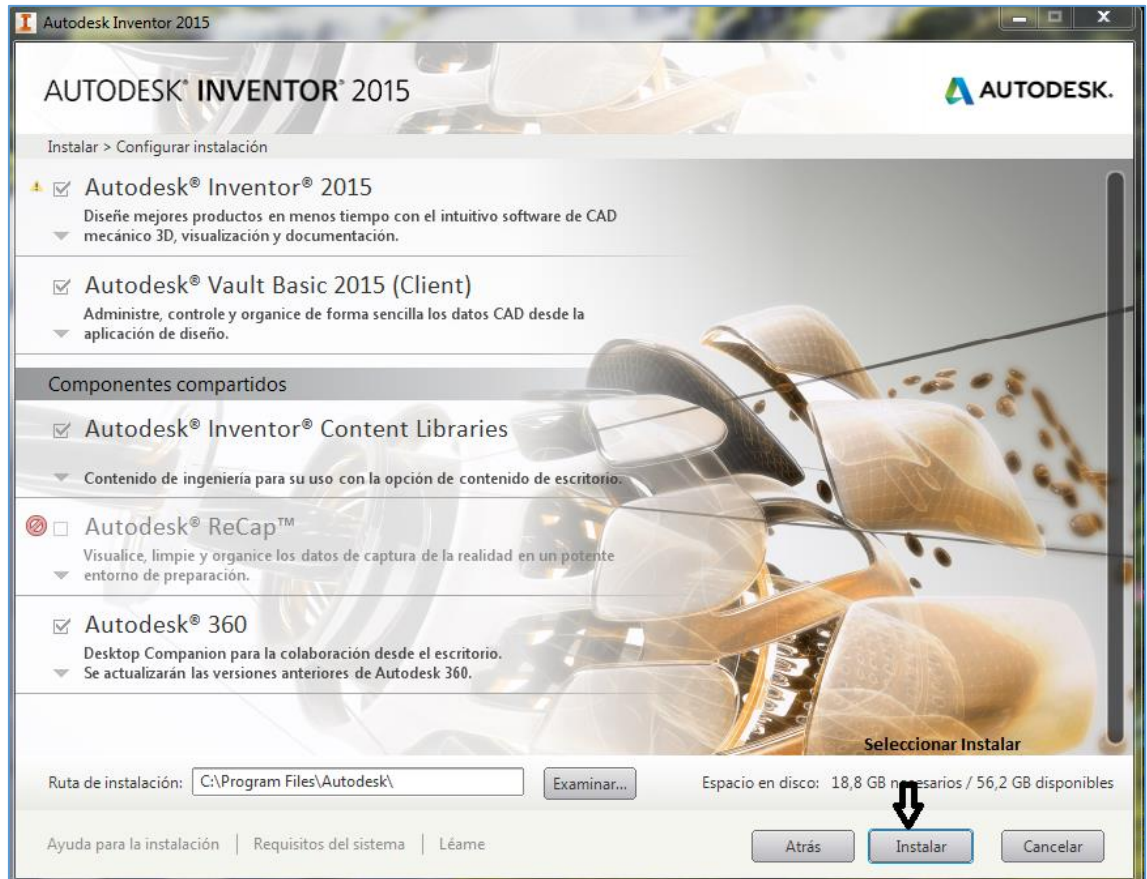 Autodesk Inventor 2015
AUTODESK® INVENTOR® 2015
AUTODESK.
Instalar > Configurar instalación
Autodesk® Inventor® 2015
Diseñe mejores productos en menos tiempo con el intuitivo software de CAD
mecánico 3D, visualización y documentación.
Autodesk® Vault Basic 2015 (Client)
Administre, controle y organice de forma sencilla los datos CAD desde la
aplicación de diseño.
Componentes compartidos
Autodesk® Inventor® Content Libraries
Contenido de ingeniería para su uso con la opción de contenido de escritorio.
Autodesk® ReCap™
Visualice, limpie y organice los datos de captura de la realidad en un potente
entorno de preparación.
Autodesk® 360
Desktop Companion para la colaboración desde el escritorio.
Se actualizarán las versiones anteriores de Autodesk 360.
Seleccionar Instalar
Ruta de instalación: C:\Program Files\Autodesk\ Examinar... Espacio en disco: 18,8 GB necesarios / 56,2 GB disponibles
Ayuda para la instalación | Requisitos del sistema | Léame Atrás Instalar Cancelar